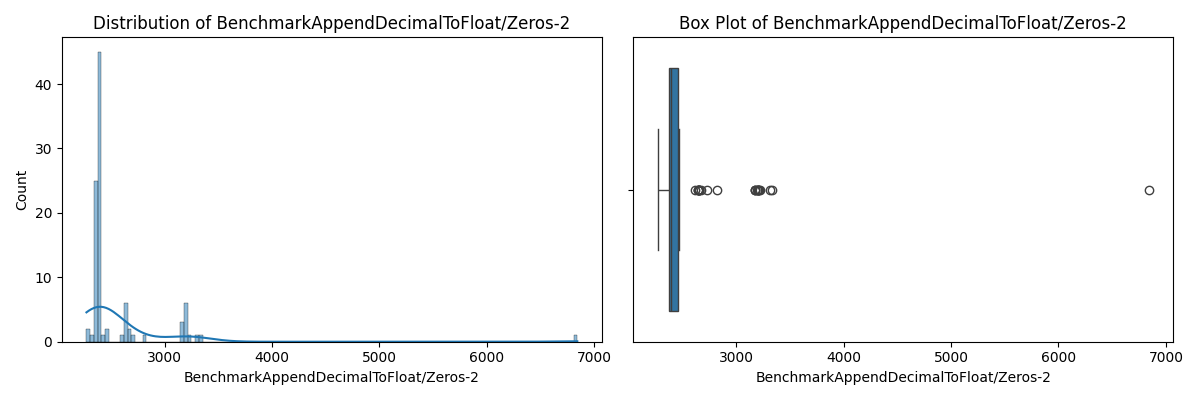 Distribution of BenchmarkAppendDecimalToFloat/Zeros-2
Count
40
30
20
10
0
3000 4000 5000 6000 7000
BenchmarkAppendDecimalToFloat/Zeros-2
Box Plot of BenchmarkAppendDecimalToFloat/Zeros-2
3000 4000 5000 6000 7000
BenchmarkAppendDecimalToFloat/Zeros-2